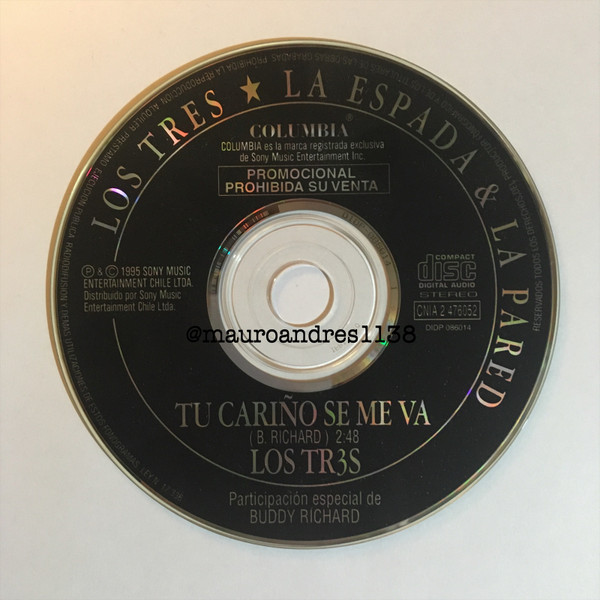 LOS TRES ★ LA ESPADA & LA PARED
COLUMBIA®
COLUMBIA es la marca registrada exclusiva
de Sony Music Entertainment Inc.
PROMOCIONAL
PROHIBIDA SU VENTA
℗ & © 1995 SONY MUSIC
ENTERTAINMENT CHILE LTDA.
Distribuido por Sony Music
Entertainment Chile Ltda.
COMPACT
disc
DIGITAL AUDIO
STEREO
CNIA 2 476052
DIDP 086014
@mauroandres1138
TU CARIÑO SE ME VA
( B. RICHARD ) 2:48
LOS TR3S
Participación especial de
BUDDY RICHARD